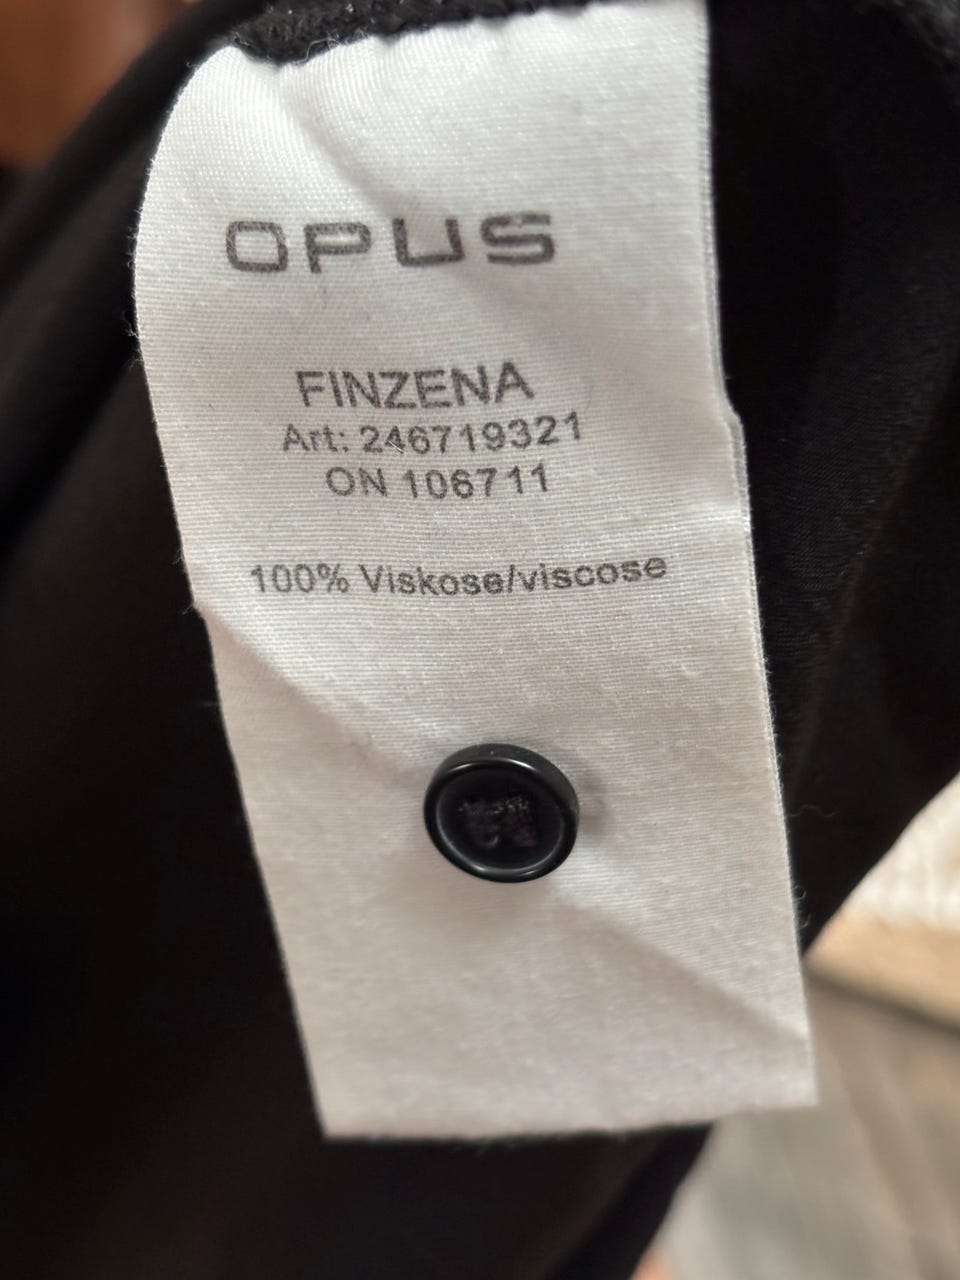 OPUS
FINZENA
Art: 246719321
ON 106711
100% Viskose/viscose